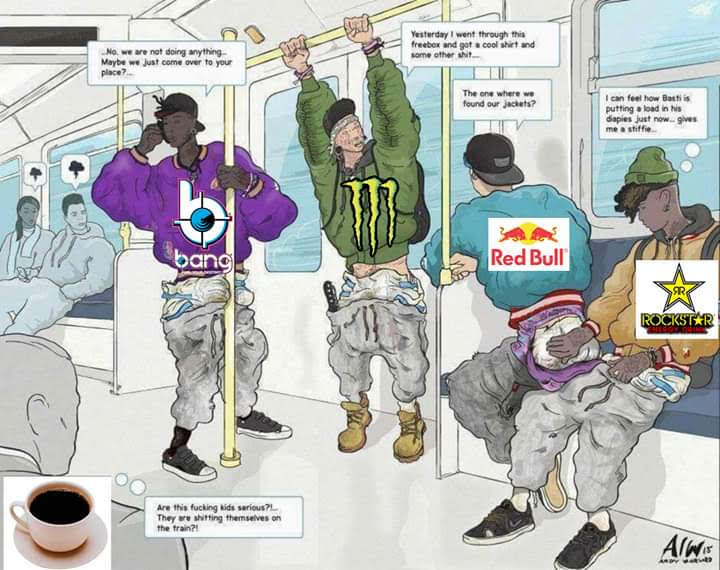 ...No, we are not doing anything...
Maybe we just come over to your
place?....
Yesterday I went through this
freebox and got a cool shirt and
some other shit....
The one where we
found our jackets?
I can feel how Basti is
putting a load in his
diapies just now... gives
me a stiffie...
bang
Red Bull
RR
ROCKSTAR
ENERGY DRINK
Are this fucking kids serious?!...
They are shitting themselves on
the train?!
AIW 15